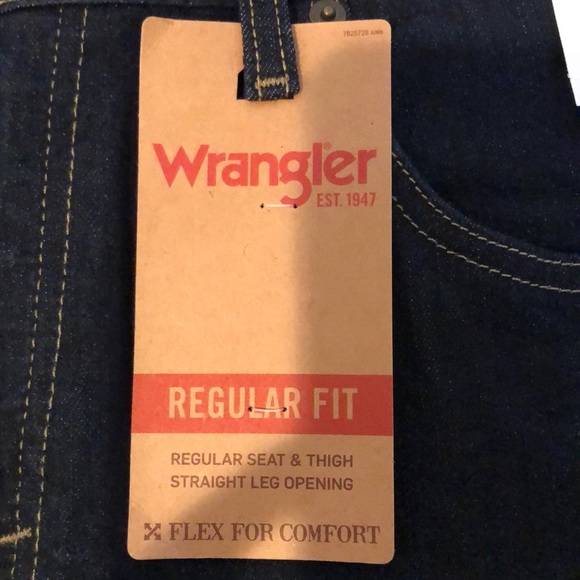 Wrangler
EST. 1947
REGULAR FIT
REGULAR SEAT & THIGH
STRAIGHT LEG OPENING
FLEX FOR COMFORT